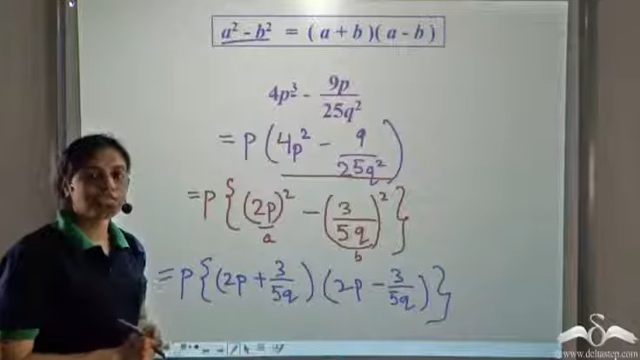 a² - b² = ( a + b )( a - b )
4p³ - 9p/25q²
= p ( 4p² - 9/25q² )
= p { (2p)² - (3/5q)² }
a b
= p { (2p + 3/5q) (2p - 3/5q) }
www.deltastep.com